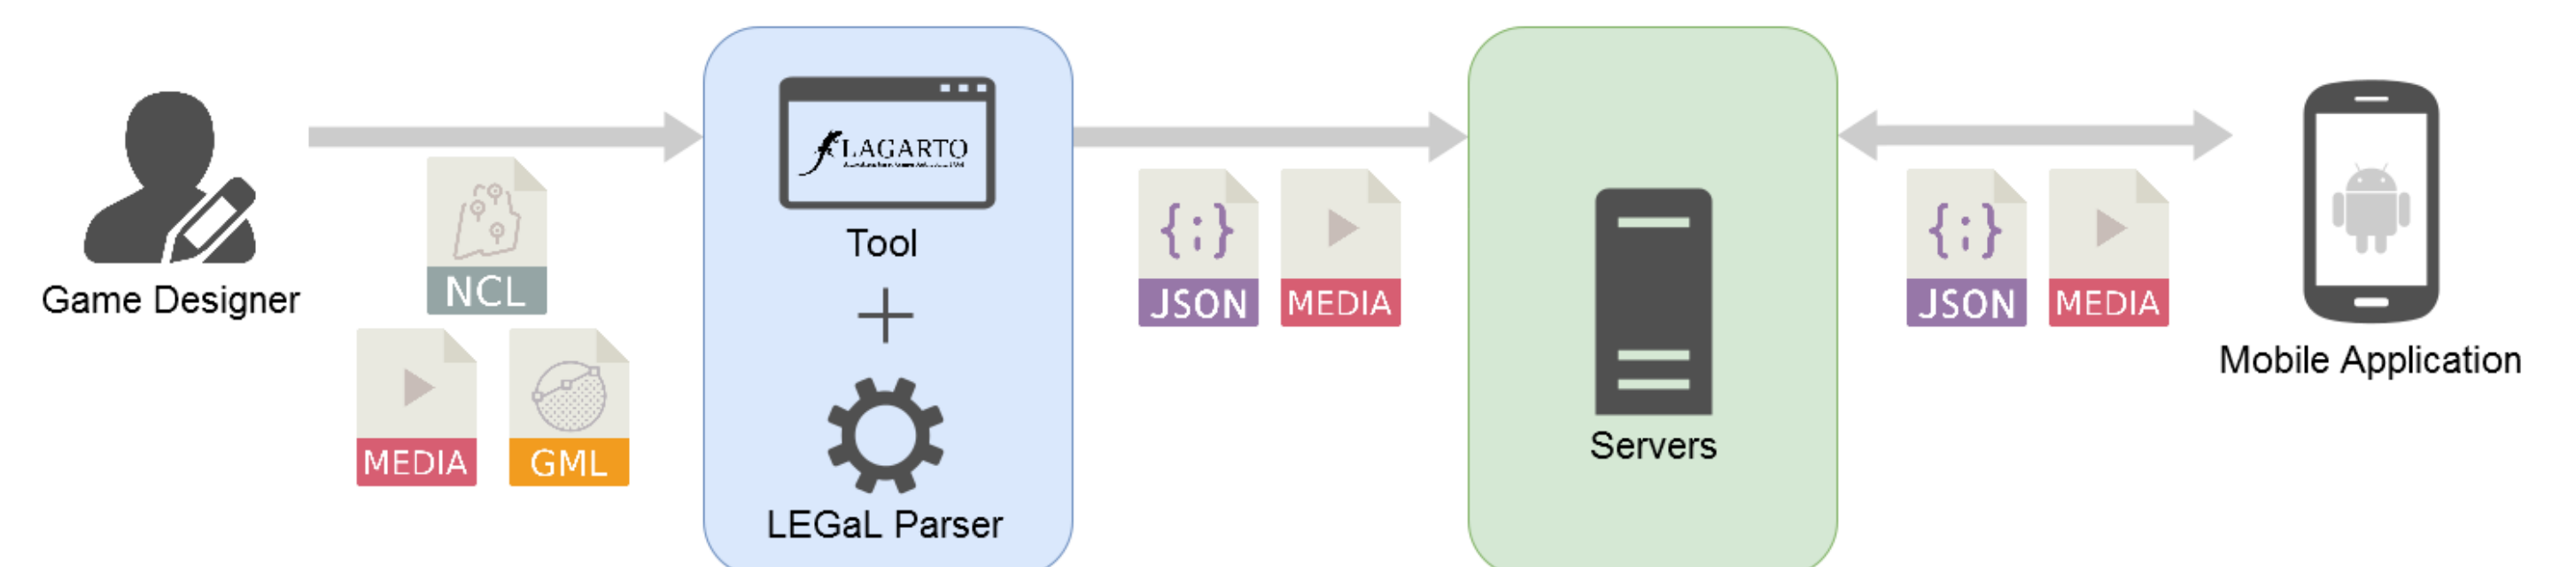 Game Designer
NCL
MEDIA
GML
LAGARTO
Tool
+
LEGaL Parser
{;}
JSON
MEDIA
Servers
{;}
JSON
MEDIA
Mobile Application